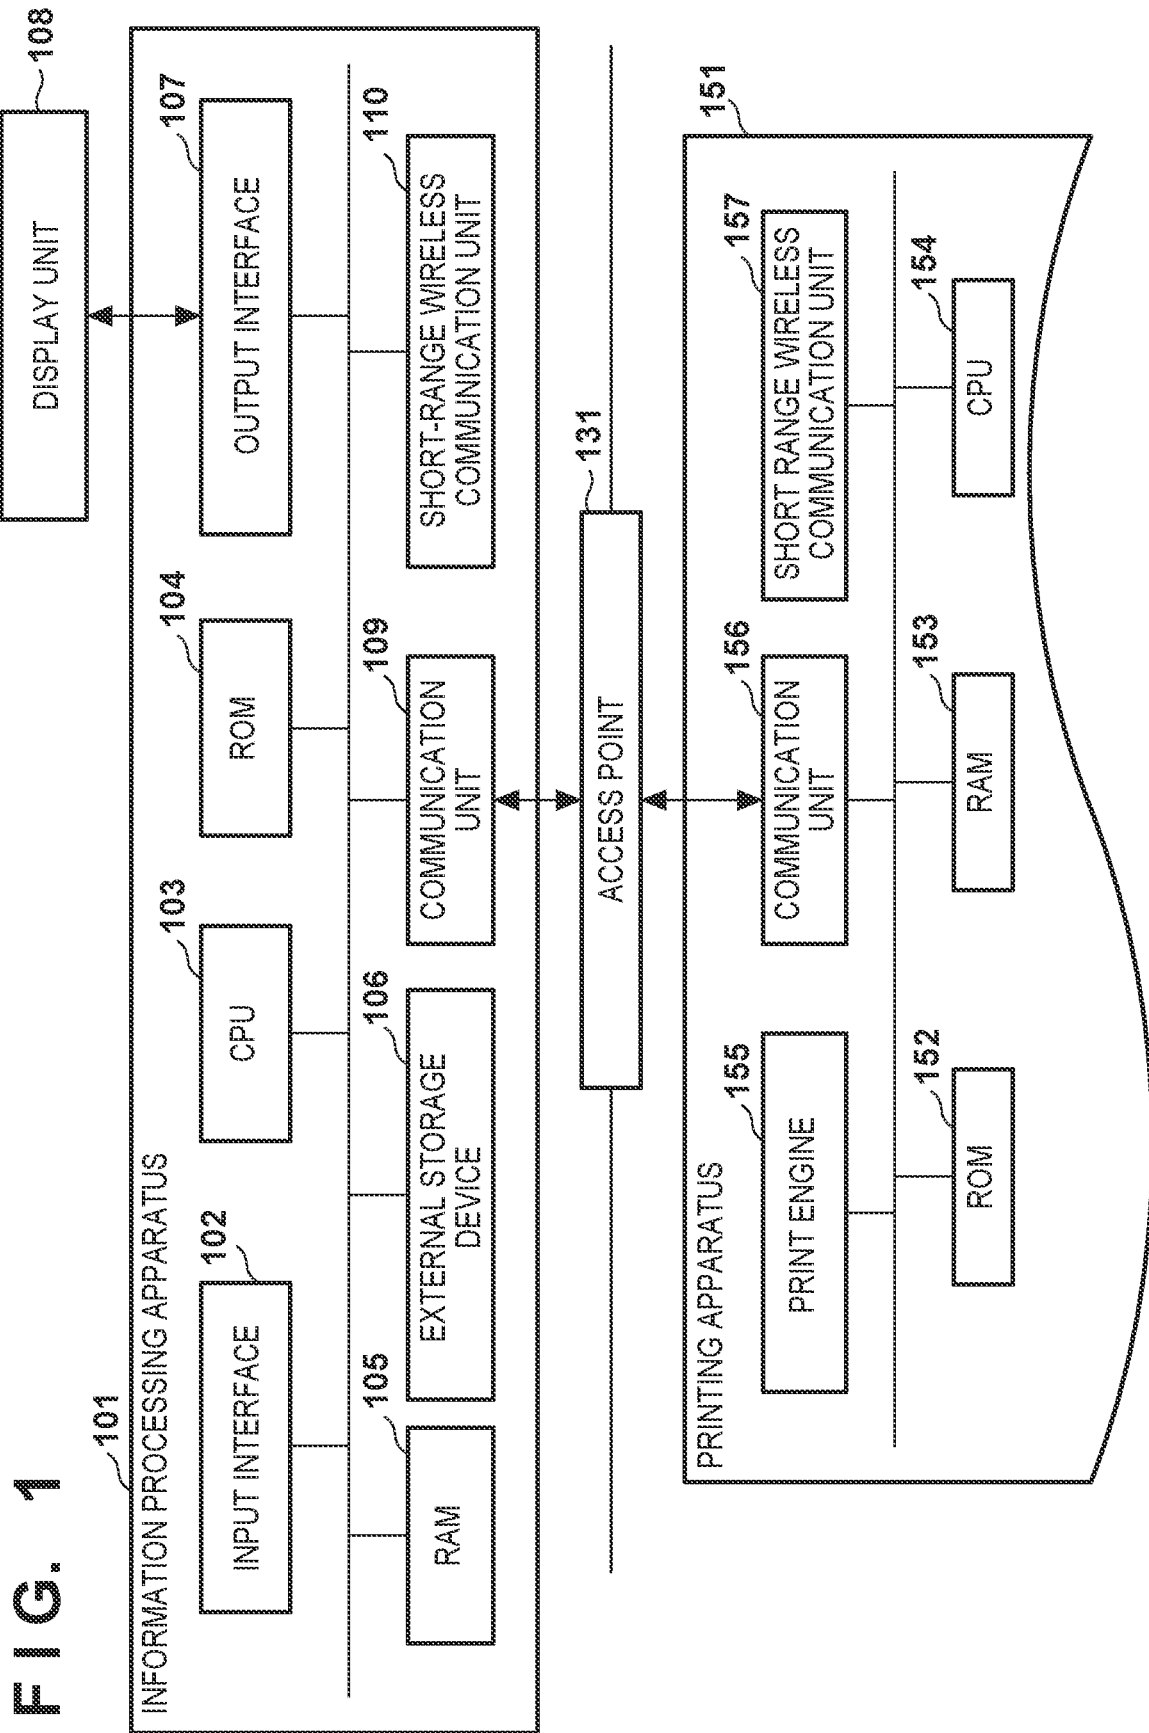 FIG. 1
108
DISPLAY UNIT
101
INFORMATION PROCESSING APPARATUS
102
INPUT INTERFACE
103
CPU
104
ROM
107
OUTPUT INTERFACE
105
RAM
106
EXTERNAL STORAGE
DEVICE
109
COMMUNICATION
UNIT
110
SHORT-RANGE WIRELESS
COMMUNICATION UNIT
131
ACCESS POINT
151
PRINTING APPARATUS
155
PRINT ENGINE
156
COMMUNICATION
UNIT
157
SHORT RANGE WIRELESS
COMMUNICATION UNIT
152
ROM
153
RAM
154
CPU